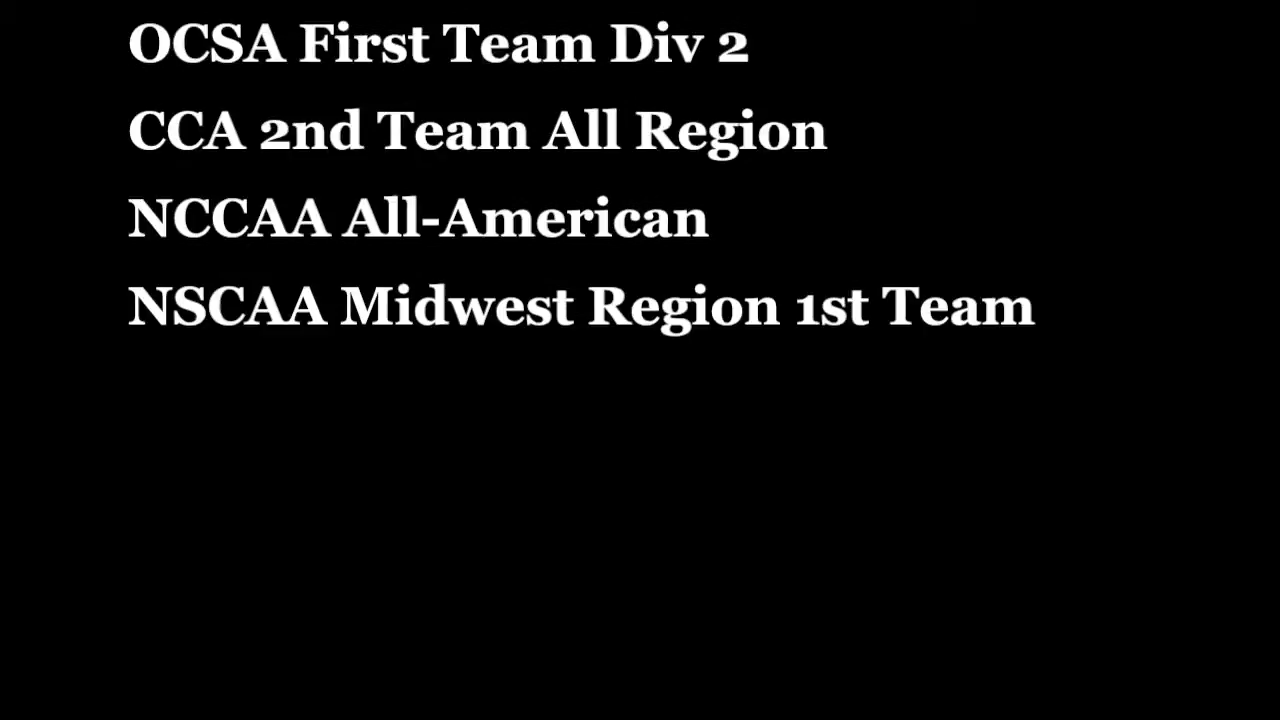 OCSA First Team Div 2
CCA 2nd Team All Region
NCCAA All-American
NSCAA Midwest Region 1st Team